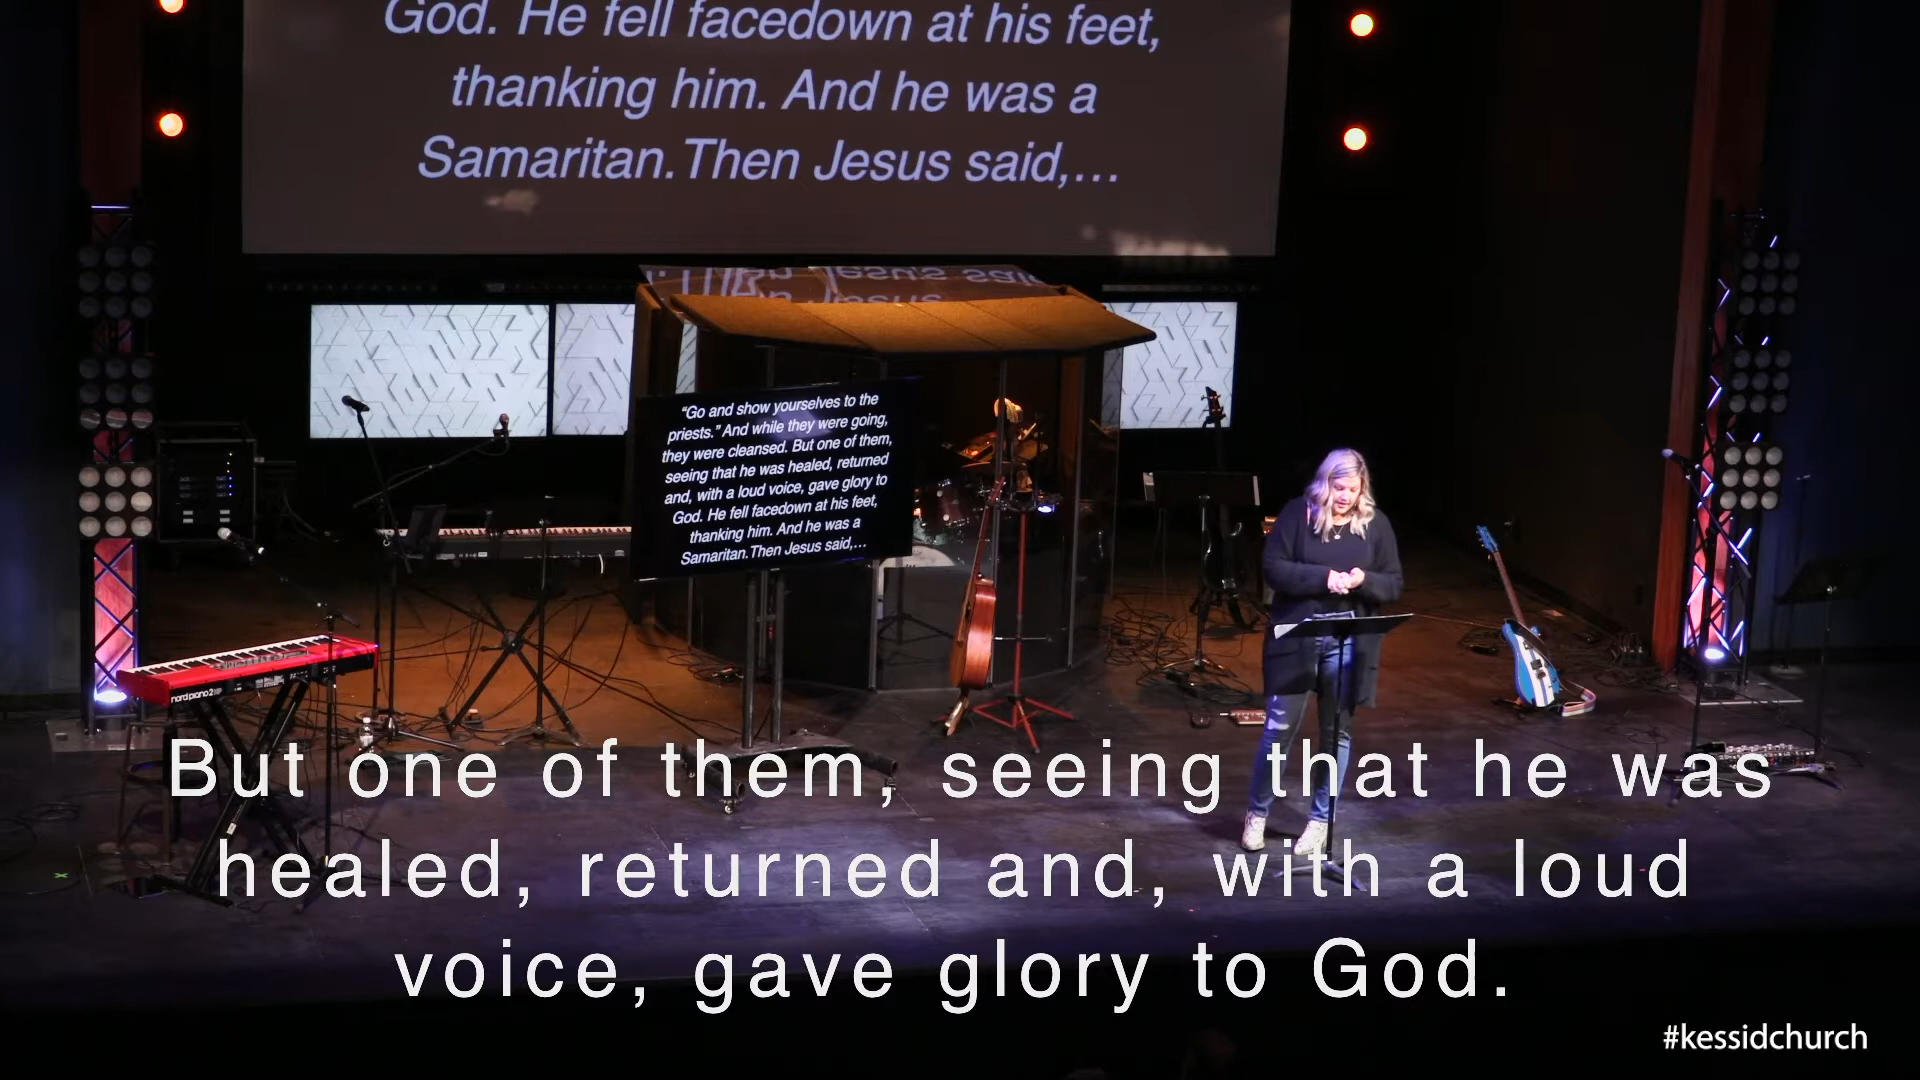 God. He fell facedown at his feet,
thanking him. And he was a
Samaritan.Then Jesus said,...
“Go and show yourselves to the
priests.” And while they were going,
they were cleansed. But one of them,
seeing that he was healed, returned
and, with a loud voice, gave glory to
God. He fell facedown at his feet,
thanking him. And he was a
Samaritan.Then Jesus said,...
nord piano 2 HP
But one of them, seeing that he was
healed, returned and, with a loud
voice, gave glory to God.
#kessidchurch